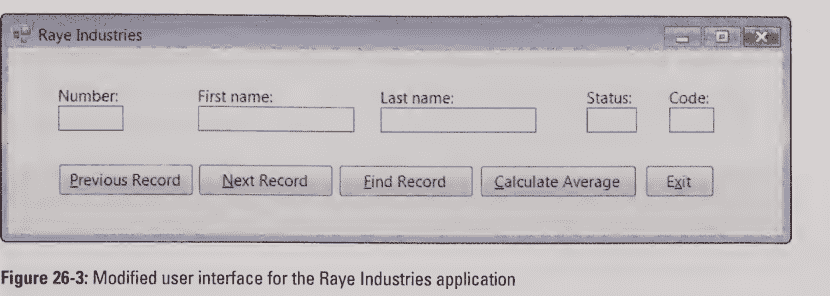 Raye Industries
Number: First name: Last name: Status: Code:
Previous Record Next Record Find Record Calculate Average Exit
Figure 26-3: Modified user interface for the Raye Industries application